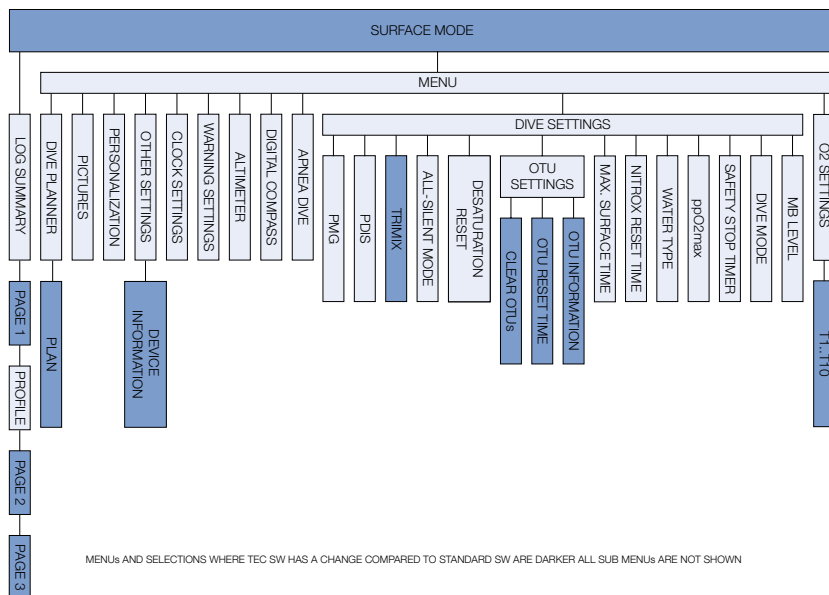 SURFACE MODE
MENU
LOG SUMMARY
DIVE PLANNER
PICTURES
PERSONALIZATION
OTHER SETTINGS
CLOCK SETTINGS
WARNING SETTINGS
ALTIMETER
DIGITAL COMPASS
APNEA DIVE
DIVE SETTINGS
O2 SETTINGS
PMG
PDIS
TRIMIX
ALL-SILENT MODE
DESATURATION
RESET
OTU
SETTINGS
MAX. SURFACE TIME
NITROX RESET TIME
WATER TYPE
ppO2max
SAFETY STOP TIMER
DIVE MODE
MB LEVEL
CLEAR OTUs
OTU RESET TIME
OTU INFORMATION
PAGE 1
PLAN
DEVICE
INFORMATION
T1..T10
PROFILE
PAGE 2
PAGE 3
MENUs AND SELECTIONS WHERE TEC SW HAS A CHANGE COMPARED TO STANDARD SW ARE DARKER ALL SUB MENUs ARE NOT SHOWN